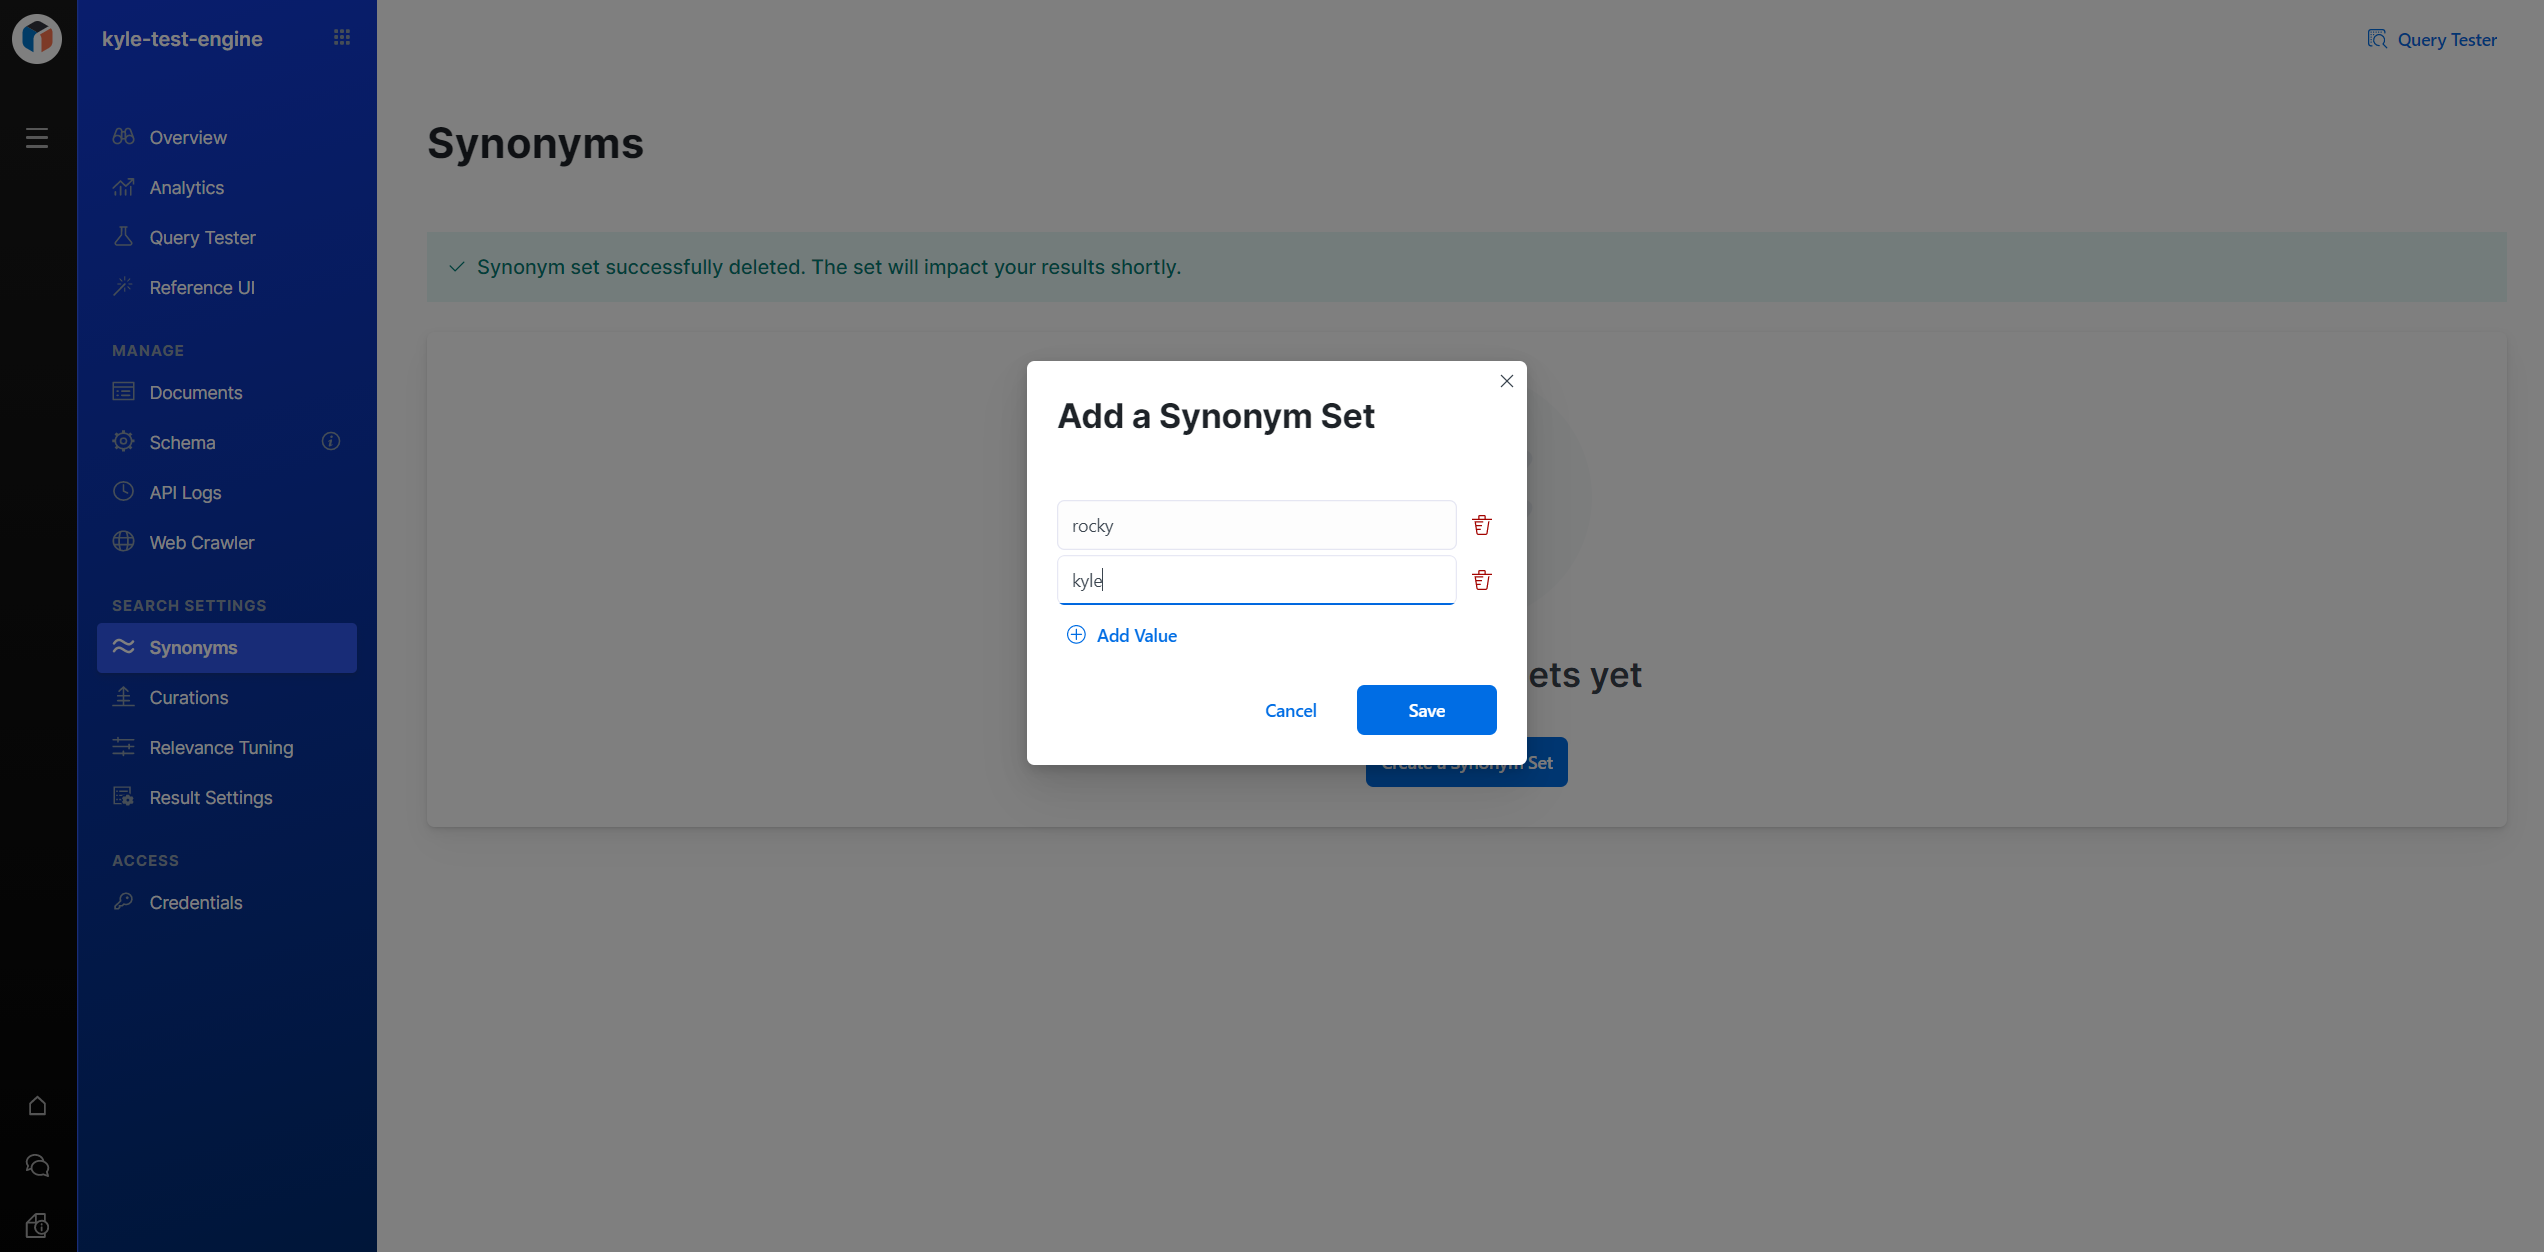 kyle-test-engine
Query Tester
Overview
Analytics
Query Tester
Reference UI
MANAGE
Documents
Schema
API Logs
Web Crawler
SEARCH SETTINGS
Synonyms
Curations
Relevance Tuning
Result Settings
ACCESS
Credentials
Synonyms
Synonym set successfully deleted. The set will impact your results shortly.
Add a Synonym Set
rocky
kyle
Add Value
Cancel
Save
ets yet
Create a Synonym Set